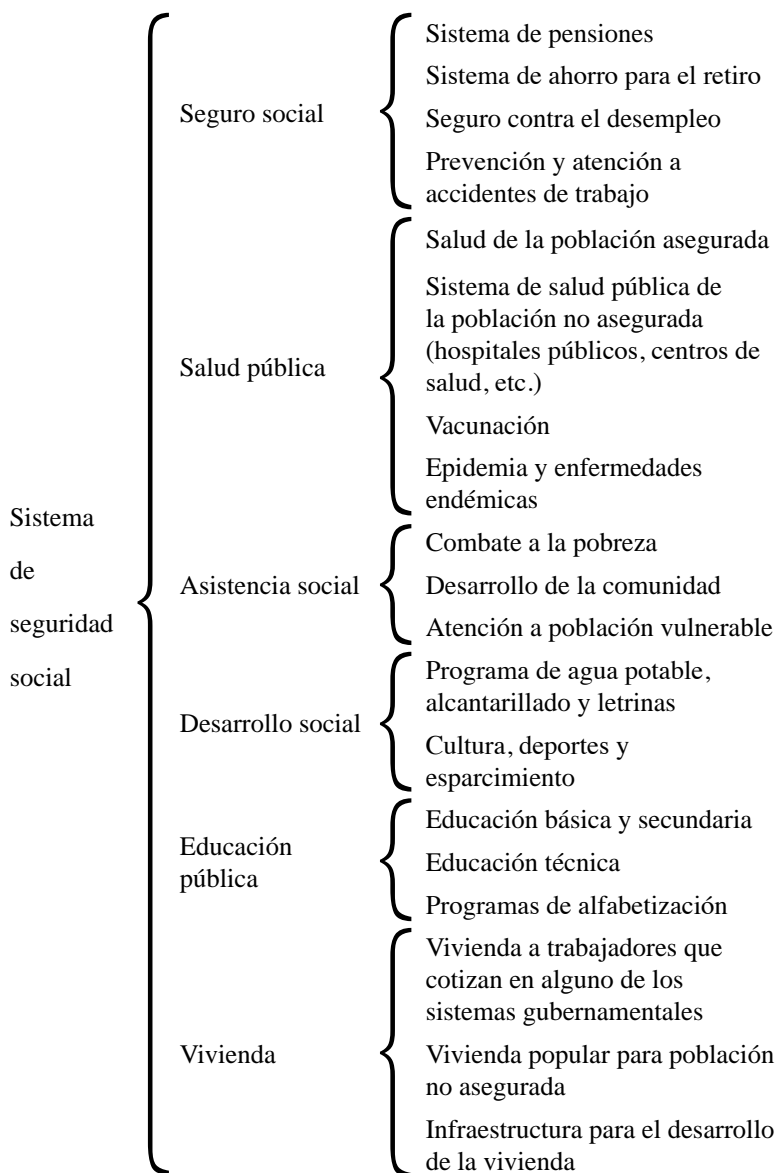 Sistema
de
seguridad
social
Seguro social
Sistema de pensiones
Sistema de ahorro para el retiro
Seguro contra el desempleo
Prevención y atención a
accidentes de trabajo
Salud pública
Salud de la población asegurada
Sistema de salud pública de
la población no asegurada
(hospitales públicos, centros de
salud, etc.)
Vacunación
Epidemia y enfermedades
endémicas
Asistencia social
Combate a la pobreza
Desarrollo de la comunidad
Atención a población vulnerable
Desarrollo social
Programa de agua potable,
alcantarillado y letrinas
Cultura, deportes y
esparcimiento
Educación
pública
Educación básica y secundaria
Educación técnica
Programas de alfabetización
Vivienda
Vivienda a trabajadores que
cotizan en alguno de los
sistemas gubernamentales
Vivienda popular para población
no asegurada
Infraestructura para el desarrollo
de la vivienda